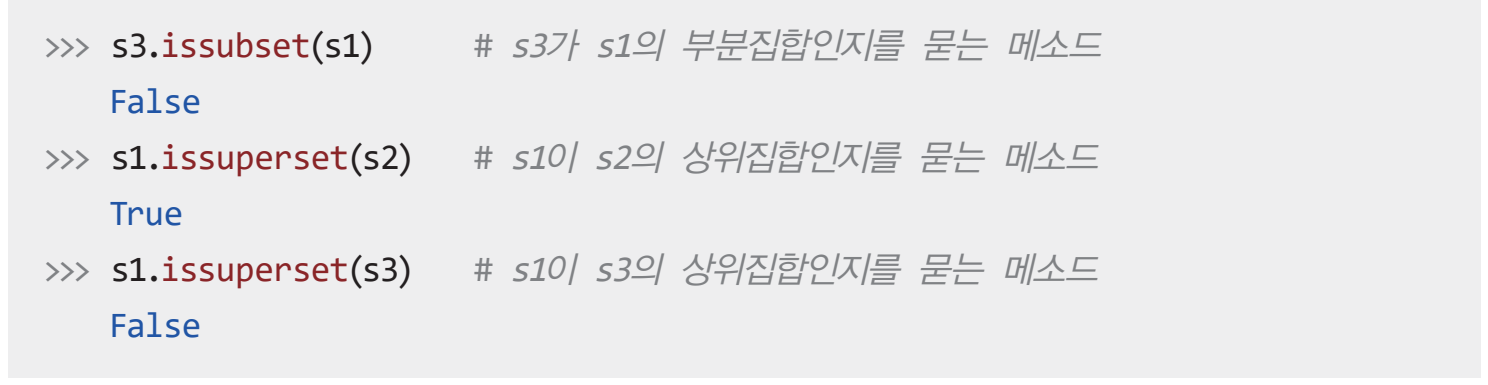 >>> s3.issubset(s1) # s3가 s1의 부분집합인지를 묻는 메소드
False
>>> s1.issuperset(s2) # s1이 s2의 상위집합인지를 묻는 메소드
True
>>> s1.issuperset(s3) # s1이 s3의 상위집합인지를 묻는 메소드
False